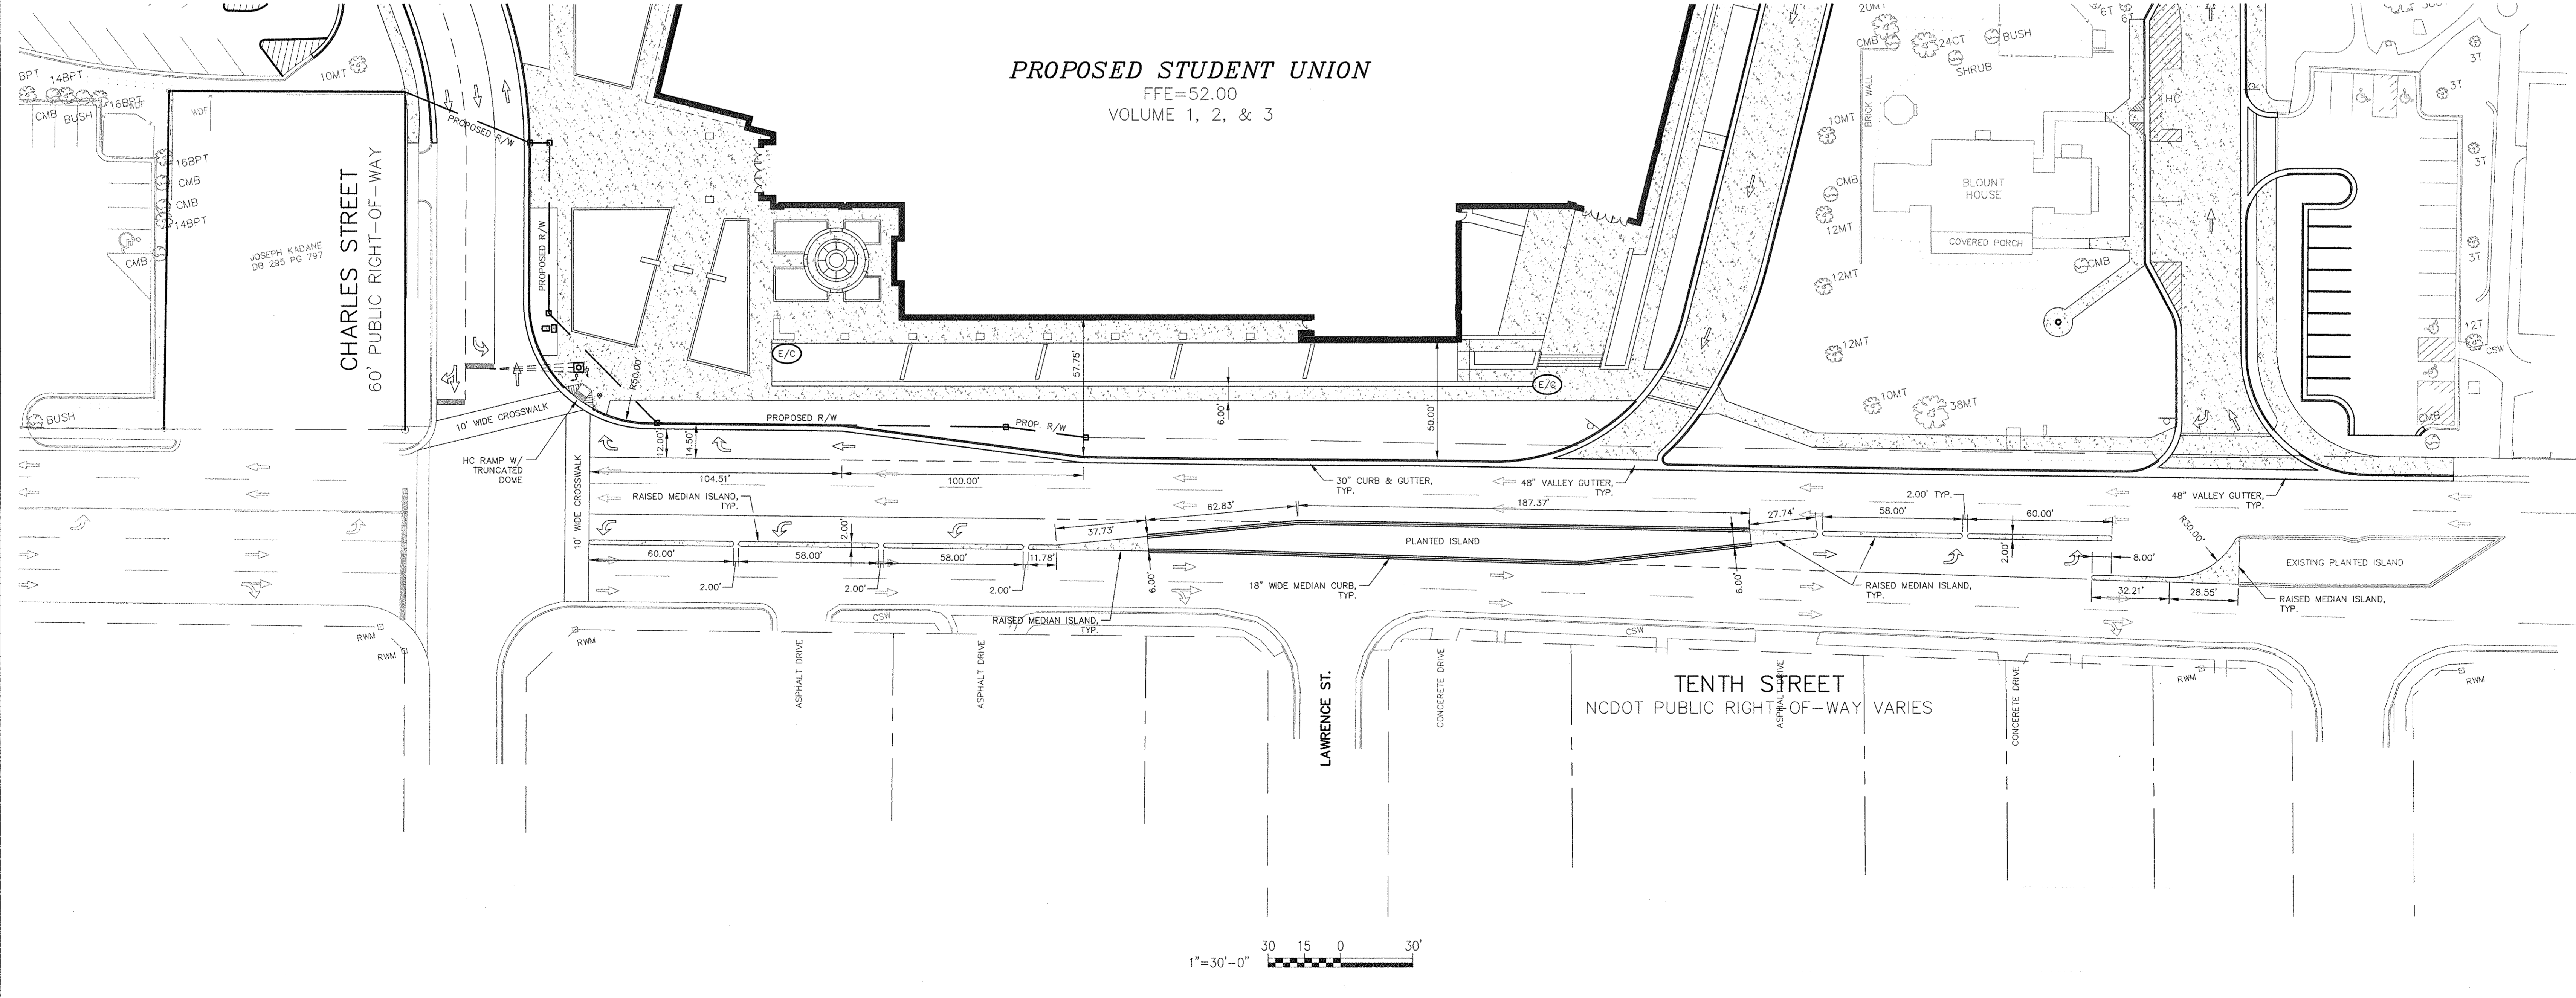 PROPOSED STUDENT UNION
FFE=52.00
VOLUME 1, 2, & 3
BPT
14BPT
16BPT
WDF
CMB
BUSH
10MT
WDF
16BPT
CMB
CMB
14BPT
CMB
JOSEPH KADANE
DB 295 PG 797
CHARLES STREET
60' PUBLIC RIGHT-OF-WAY
PROPOSED R/W
PROPOSED R/W
BUSH
10' WIDE CROSSWALK
HC RAMP W/
TRUNCATED
DOME
10' WIDE CROSSWALK
R50.00'
E/C
E/C
57.75'
6.00'
50.00'
PROPOSED R/W
PROP. R/W
12.00'
14.50'
104.51'
100.00'
30" CURB & GUTTER,
TYP.
48" VALLEY GUTTER,
TYP.
48" VALLEY GUTTER,
TYP.
RAISED MEDIAN ISLAND,
TYP.
2.00'
60.00'
58.00'
58.00'
11.78'
2.00'
2.00'
2.00'
37.73'
62.83'
187.37'
27.74'
58.00'
60.00'
2.00' TYP.
2.00'
6.00'
6.00'
PLANTED ISLAND
18" WIDE MEDIAN CURB,
TYP.
RAISED MEDIAN ISLAND,
TYP.
RAISED MEDIAN ISLAND,
TYP.
R30.00'
8.00'
32.21'
28.55'
EXISTING PLANTED ISLAND
RAISED MEDIAN ISLAND,
TYP.
20MT
CMB
24CT
BUSH
SHRUB
6T
6T
BRICK WALL
10MT
CMB
12MT
12MT
12MT
10MT
38MT
BLOUNT
HOUSE
COVERED PORCH
CMB
HC
3T
3T
3T
3T
12T
CSW
CMB
RWM
RWM
RWM
CSW
CSW
RWM
RWM
ASPHALT DRIVE
ASPHALT DRIVE
LAWRENCE ST.
CONCRETE DRIVE
TENTH STREET
NCDOT PUBLIC RIGHT-OF-WAY VARIES
ASPHALT DRIVE
CONCRETE DRIVE
1"=30'-0"
30 15 0 30'